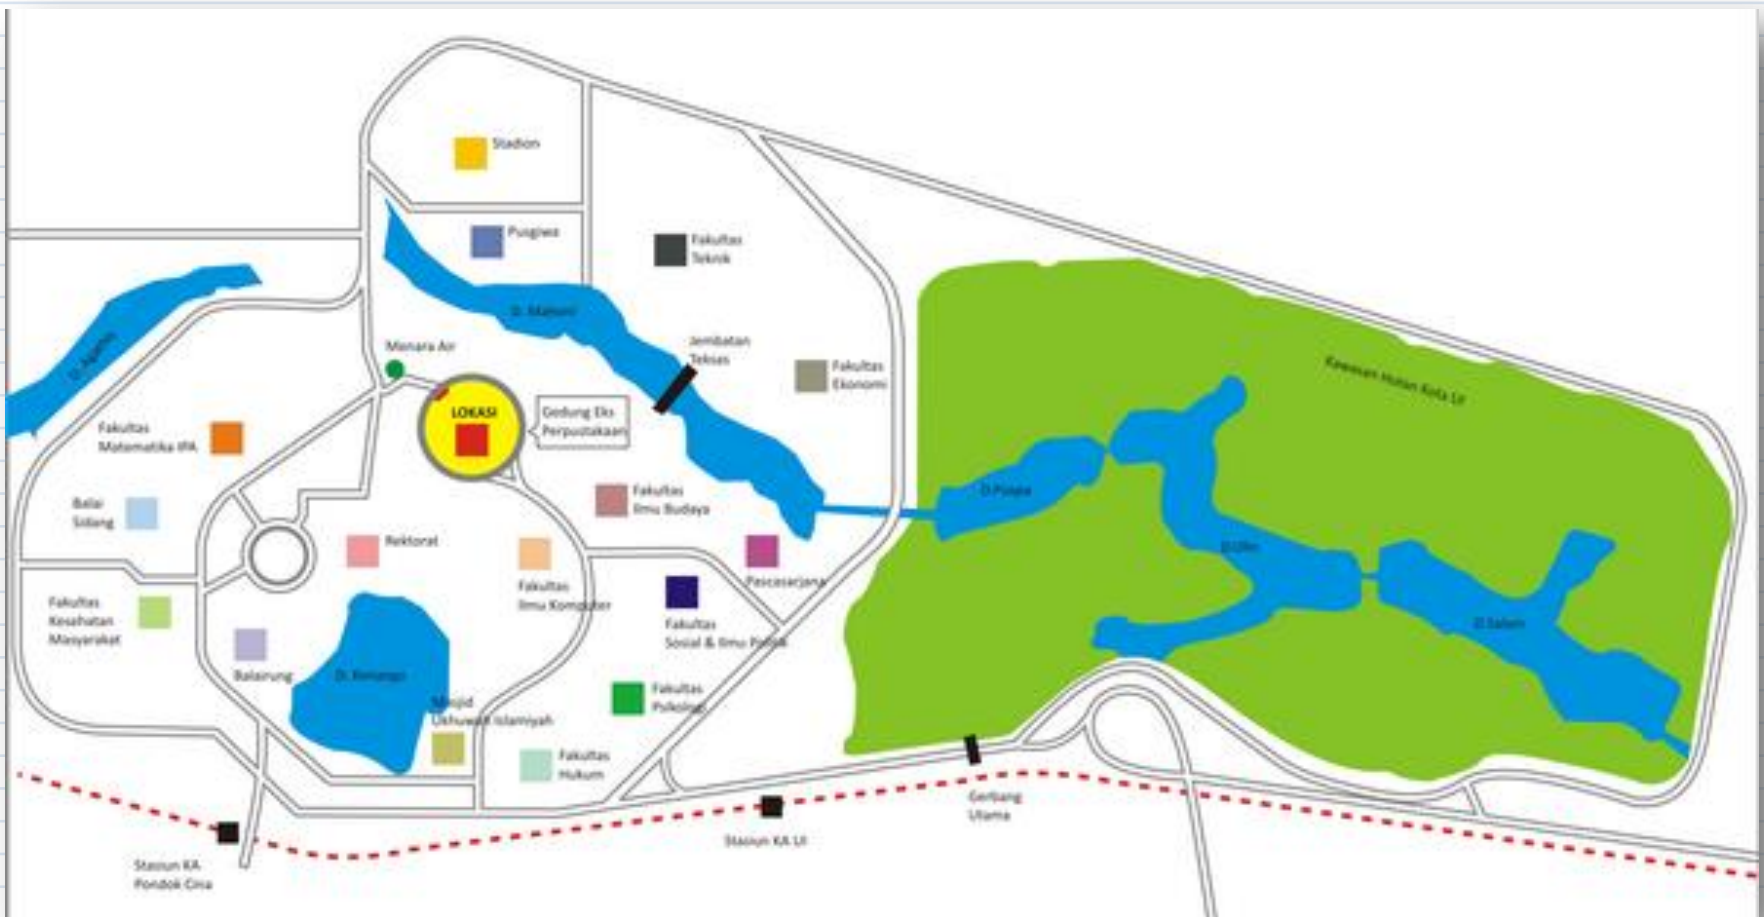 Stadion
Pusgiwa
Fakultas
Teknik
D. Mahoni
Jembatan
Teksas
Menara Air
Fakultas
Ekonomi
Kawasan Hutan Kota UI
D. Agathis
LOKASI
Gedung Eks
Perpustakaan
Fakultas
Matematika IPA
Balai
Sidang
Fakultas
Ilmu Budaya
D.Puspa
Rektorat
Fakultas
Ilmu Komputer
Pascasarjana
D.Ulin
Fakultas
Kesehatan
Masyarakat
Fakultas
Sosial & Ilmu Politik
D.Salam
Balairung
D. Kenanga
Masjid
Ukhuwah Islamiyah
Fakultas
Psikologi
Fakultas
Hukum
Gerbang
Utama
Stasiun KA UI
Stasiun KA
Pondok Cina